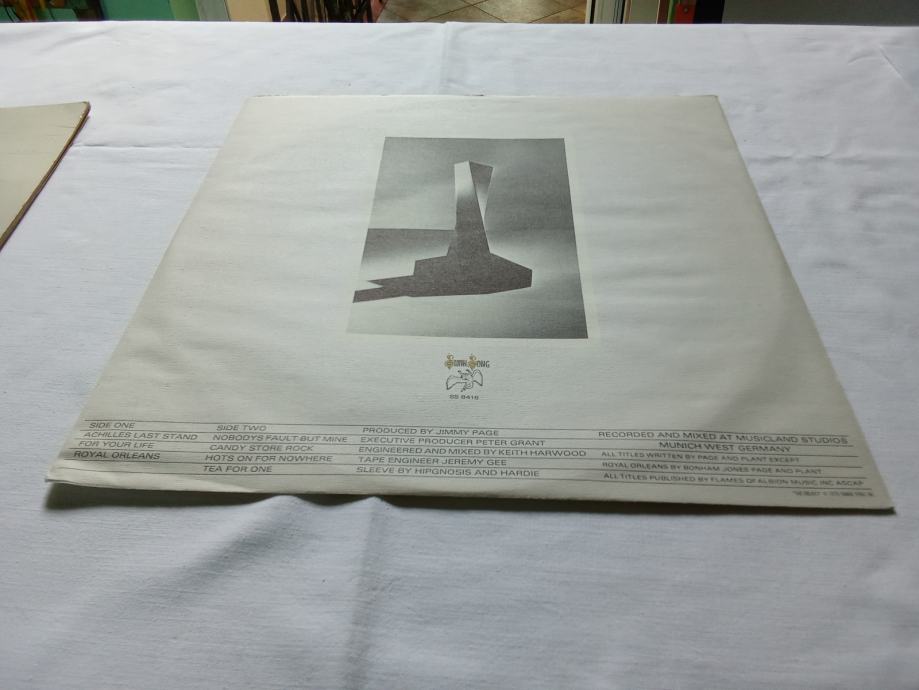 SWAN SONG
SS 8416
SIDE ONE
ACHILLES LAST STAND
FOR YOUR LIFE
ROYAL ORLEANS
SIDE TWO
NOBODYS FAULT BUT MINE
CANDY STORE ROCK
HOTS ON FOR NOWHERE
TEA FOR ONE
PRODUCED BY JIMMY PAGE
EXECUTIVE PRODUCER PETER GRANT
ENGINEERED AND MIXED BY KEITH HARWOOD
TAPE ENGINEER JEREMY GEE
SLEEVE BY HIPGNOSIS AND HARDIE
RECORDED AND MIXED AT MUSICLAND STUDIOS
MUNICH WEST GERMANY
ALL TITLES WRITTEN BY PAGE AND PLANT EXCEPT
ROYAL ORLEANS BY BONHAM JONES PAGE AND PLANT
ALL TITLES PUBLISHED BY FLAMES OF ALBION MUSIC INC ASCAP